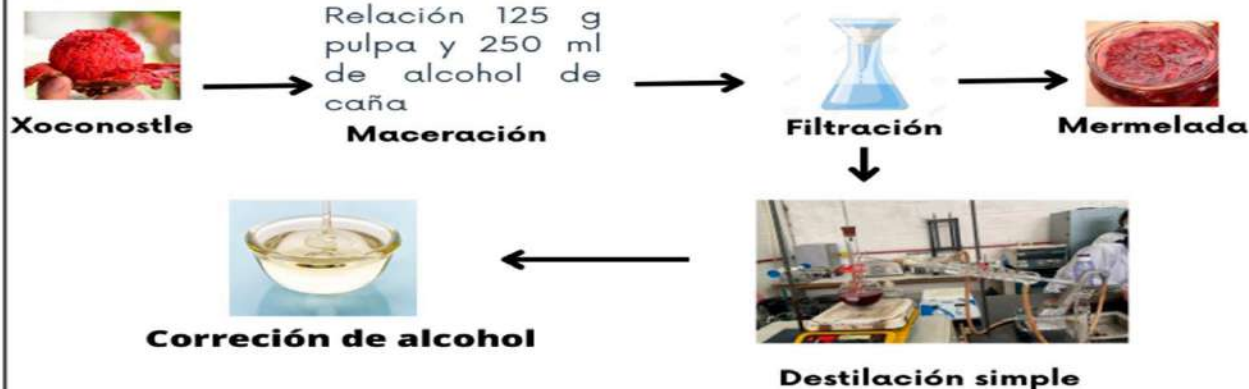 Relación 125 g
pulpa y 250 ml
de alcohol de
caña
Xoconostle
Maceración
Filtración
Mermelada
Correción de alcohol
Destilación simple